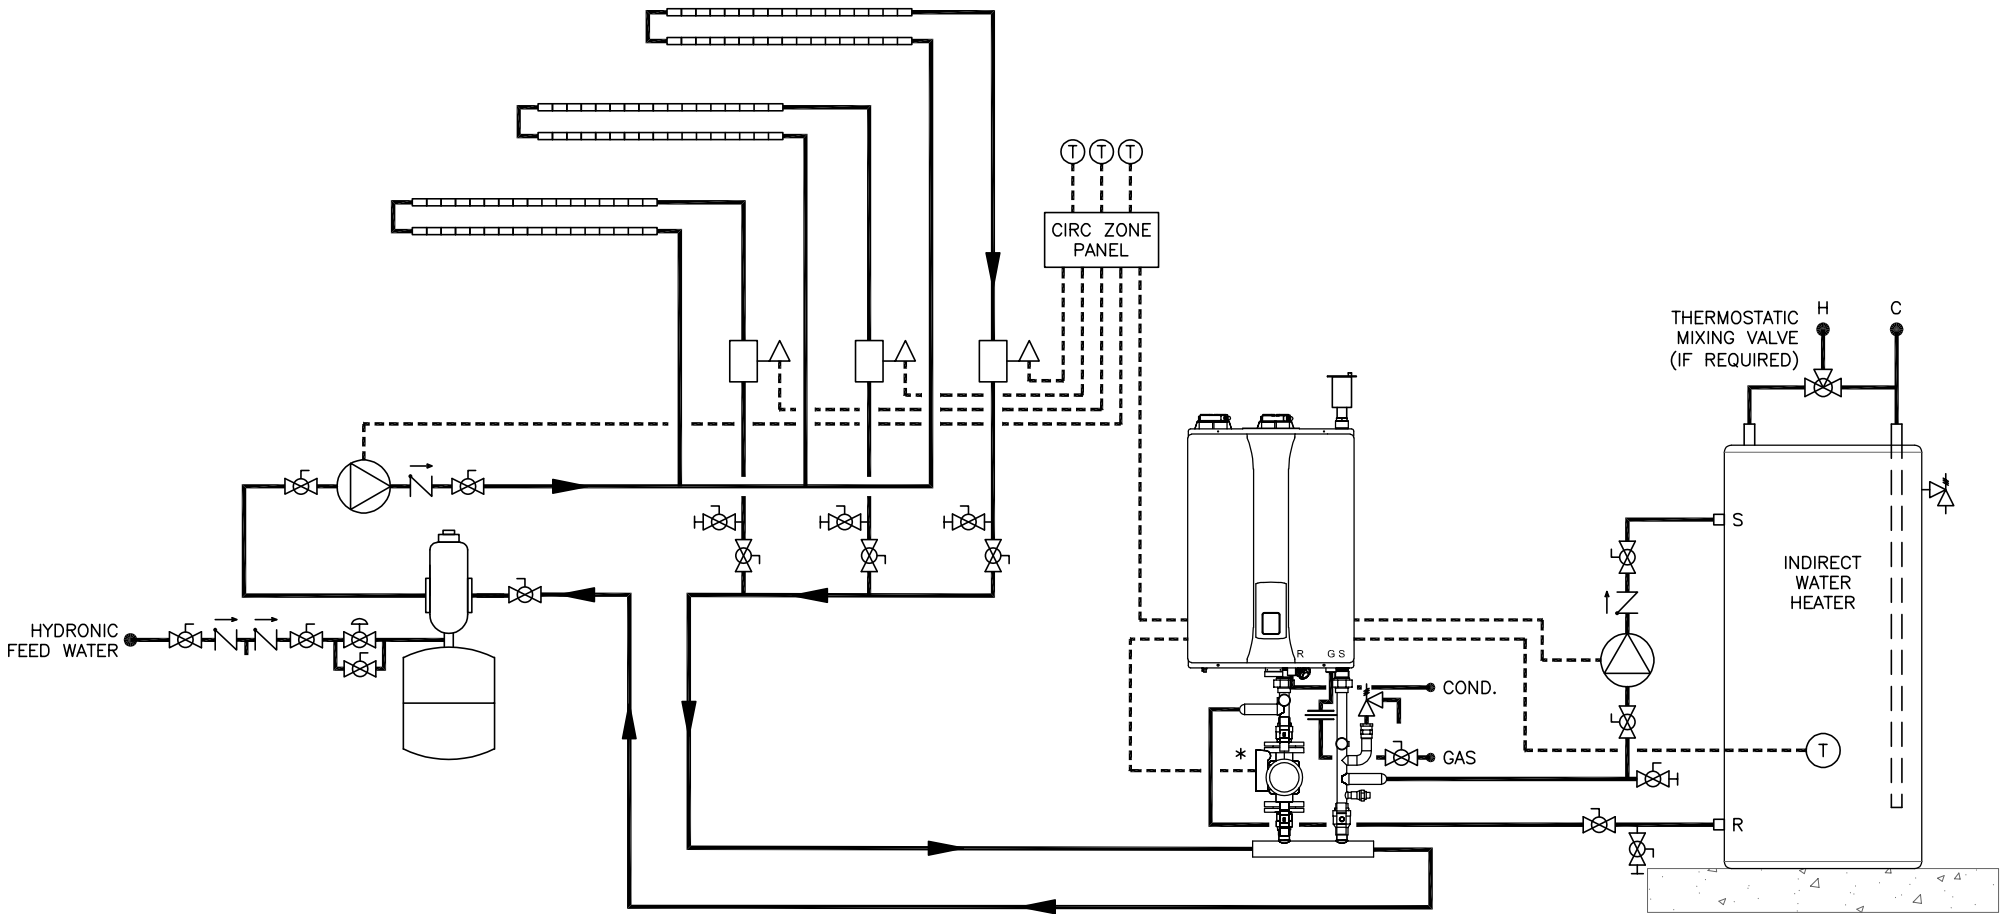 T T T
CIRC ZONE
PANEL
THERMOSTATIC
MIXING VALVE
(IF REQUIRED)
H
C
S
INDIRECT
WATER
HEATER
HYDRONIC
FEED WATER
R G S
COND.
*
GAS
T
R